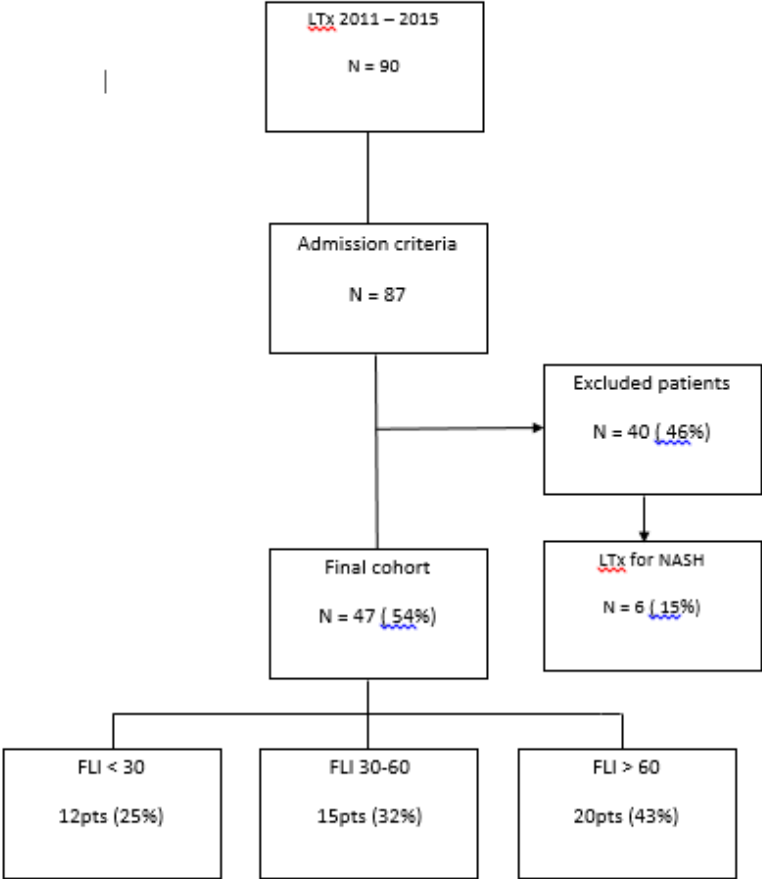 LTx 2011 – 2015
N = 90
Admission criteria
N = 87
Excluded patients
N = 40 ( 46%)
LTx for NASH
N = 6 ( 15%)
Final cohort
N = 47 ( 54%)
FLI < 30
12pts (25%)
FLI 30-60
15pts (32%)
FLI > 60
20pts (43%)